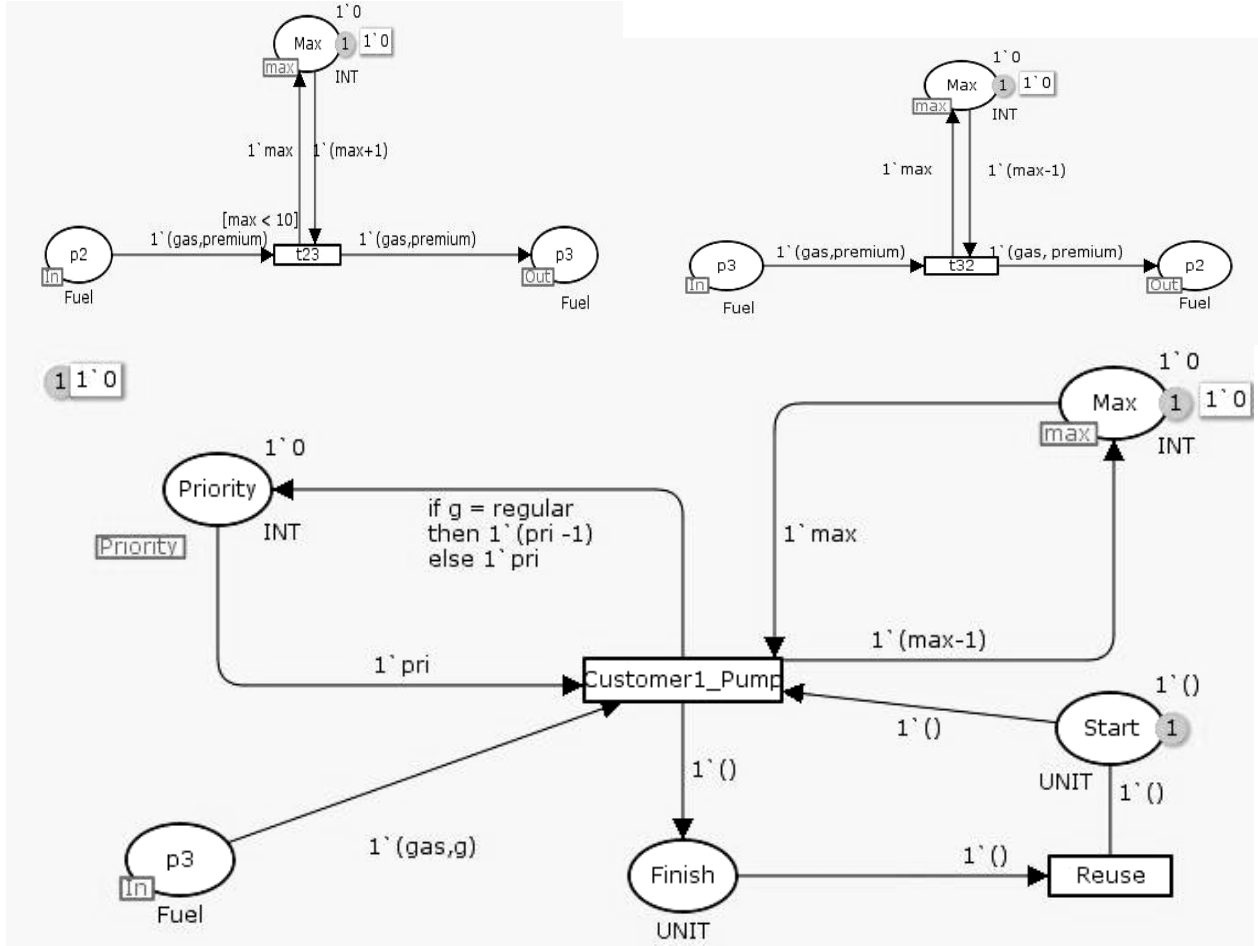 1`0
Max
1
1`0
max
INT
1`max
1`(max+1)
[max < 10]
p2
In
Fuel
1`(gas,premium)
t23
1`(gas,premium)
p3
Out
Fuel
1`0
Max
1
1`0
max
INT
1`max
1`(max-1)
p3
In
Fuel
1`(gas,premium)
t32
1`(gas, premium)
p2
Out
Fuel
1
1`0
1`0
Priority
INT
Priority
if g = regular
then 1`(pri -1)
else 1`pri
1`0
Max
1
1`0
max
INT
1`max
1`(max-1)
1`pri
Customer1_Pump
1`()
Start
1
UNIT
1`()
1`()
1`()
p3
In
Fuel
1`(gas,g)
Finish
UNIT
1`()
Reuse